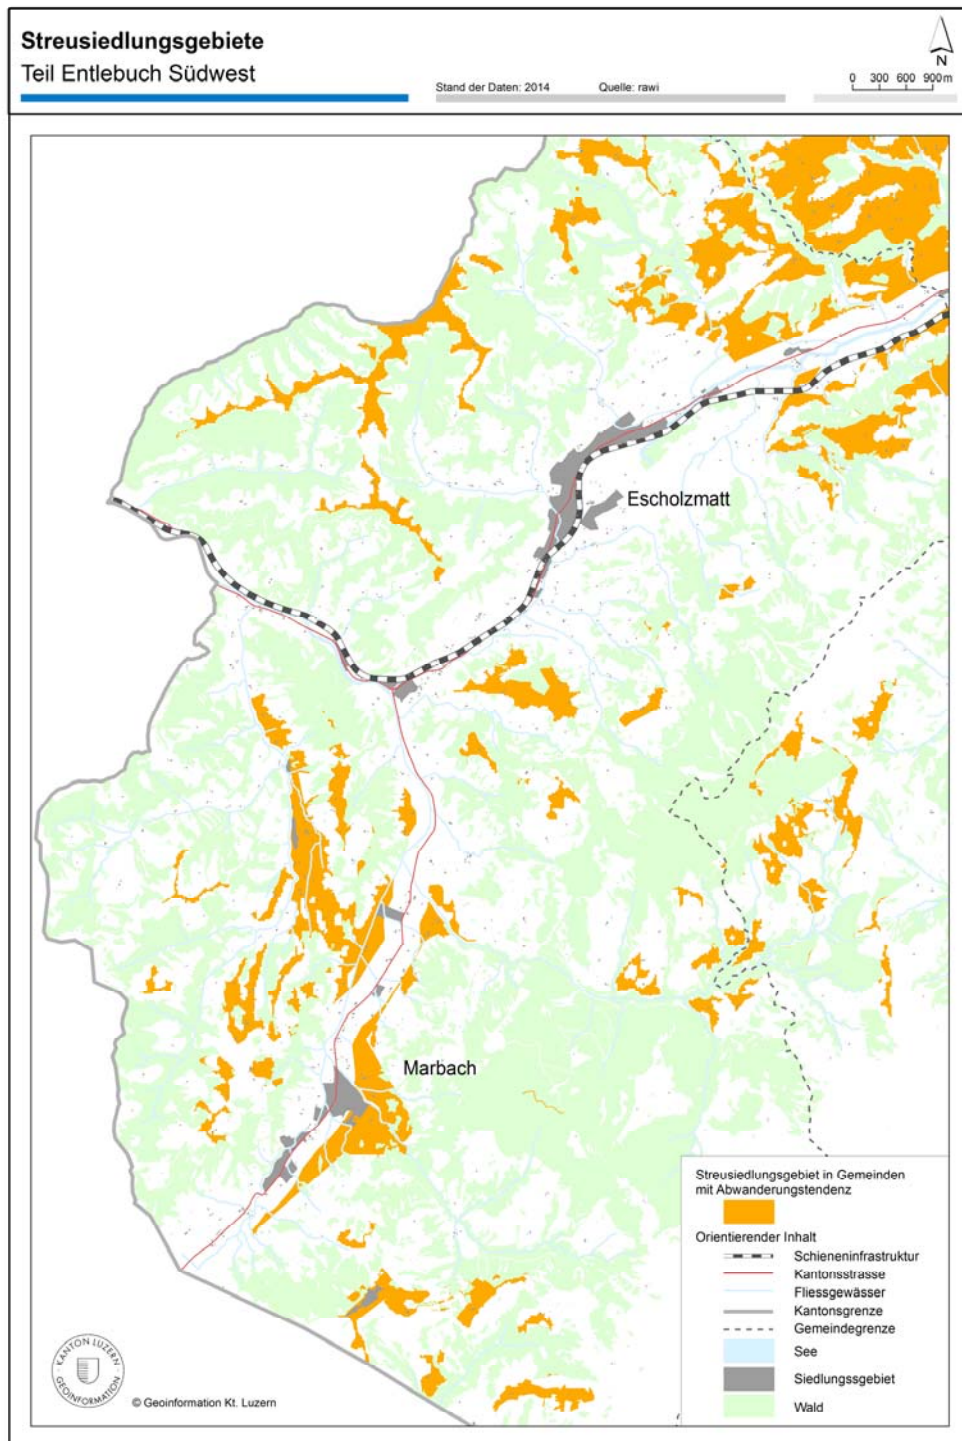 Streusiedlungsgebiete
Teil Entlebuch Südwest
Stand der Daten: 2014 Quelle: rawi
N
0 300 600 900m
Escholzmatt
Marbach
Streusiedlungsgebiet in Gemeinden
mit Abwanderungstendenz
Orientierender Inhalt
Schieneninfrastruktur
Kantonsstrasse
Fliessgewässer
Kantonsgrenze
Gemeindegrenze
See
Siedlungssgebiet
Wald
KANTON LUZERN
GEOINFORMATION
© Geoinformation Kt. Luzern